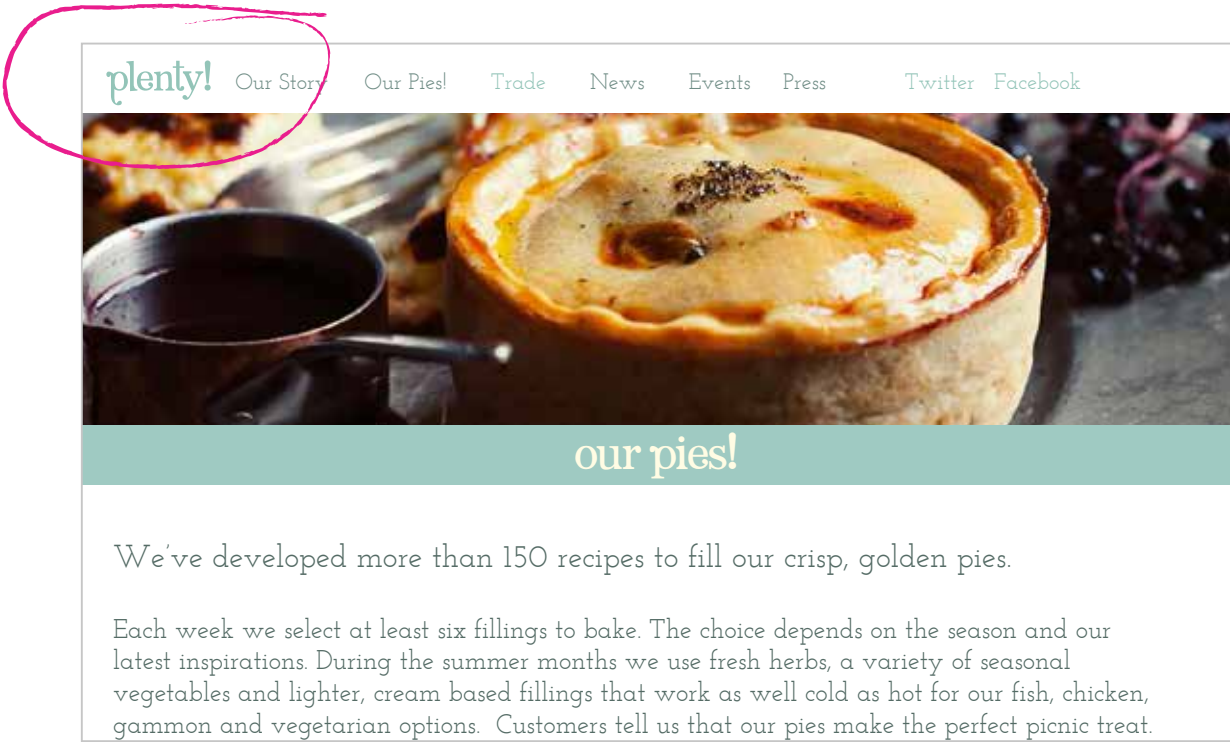 plenty! Our Story Our Pies! Trade News Events Press Twitter Facebook
our pies!
We've developed more than 150 recipes to fill our crisp, golden pies.
Each week we select at least six fillings to bake. The choice depends on the season and our
latest inspirations. During the summer months we use fresh herbs, a variety of seasonal
vegetables and lighter, cream based fillings that work as well cold as hot for our fish, chicken,
gammon and vegetarian options.  Customers tell us that our pies make the perfect picnic treat.